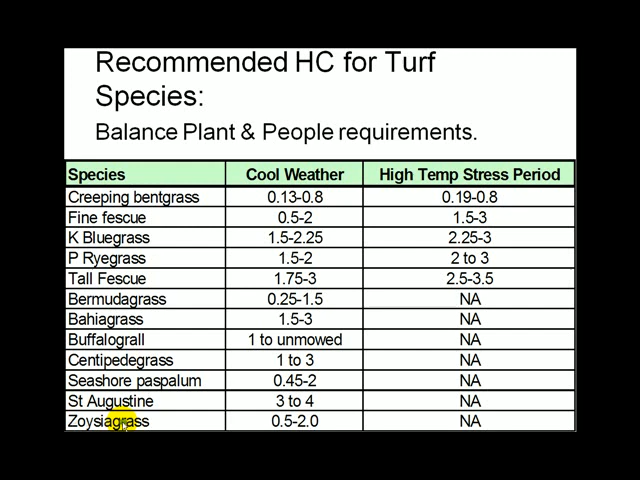 Recommended HC for Turf
Species:
Balance Plant & People requirements.
Species Cool Weather High Temp Stress Period
Creeping bentgrass 0.13-0.8 0.19-0.8
Fine fescue 0.5-2 1.5-3
K Bluegrass 1.5-2.25 2.25-3
P Ryegrass 1.5-2 2 to 3
Tall Fescue 1.75-3 2.5-3.5
Bermudagrass 0.25-1.5 NA
Bahiagrass 1.5-3 NA
Buffalograll 1 to unmowed NA
Centipedegrass 1 to 3 NA
Seashore paspalum 0.45-2 NA
St Augustine 3 to 4 NA
Zoysiagrass 0.5-2.0 NA